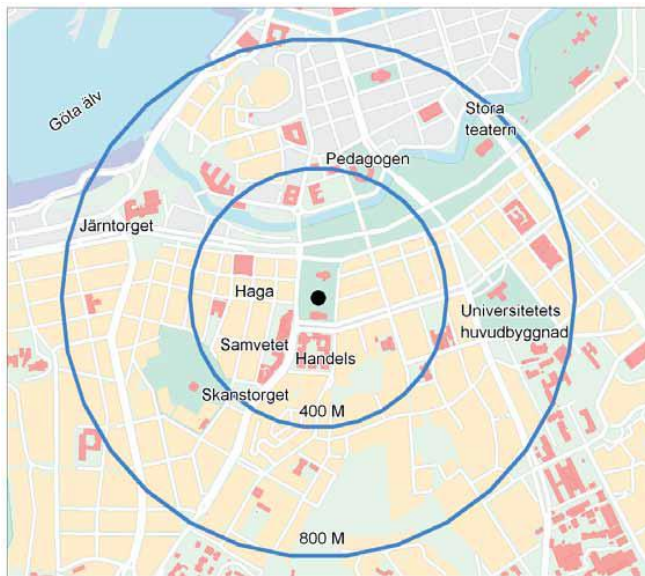 Göta älv
Stora
teatern
Pedagogen
Järntorget
Haga
Universitetets
huvudbyggnad
Samvetet
Handels
Skanstorget
400 M
800 M